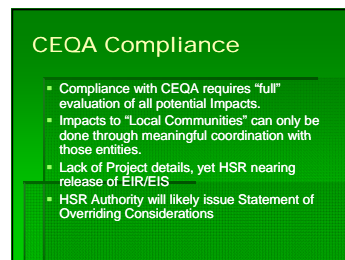 CEQA Compliance
Compliance with CEQA requires "full"
evaluation of all potential Impacts.
Impacts to "Local Communities" can only be
done through meaningful coordination with
those entities.
Lack of Project details, yet HSR nearing
release of EIR/EIS
HSR Authority will likely issue Statement of
Overriding Considerations